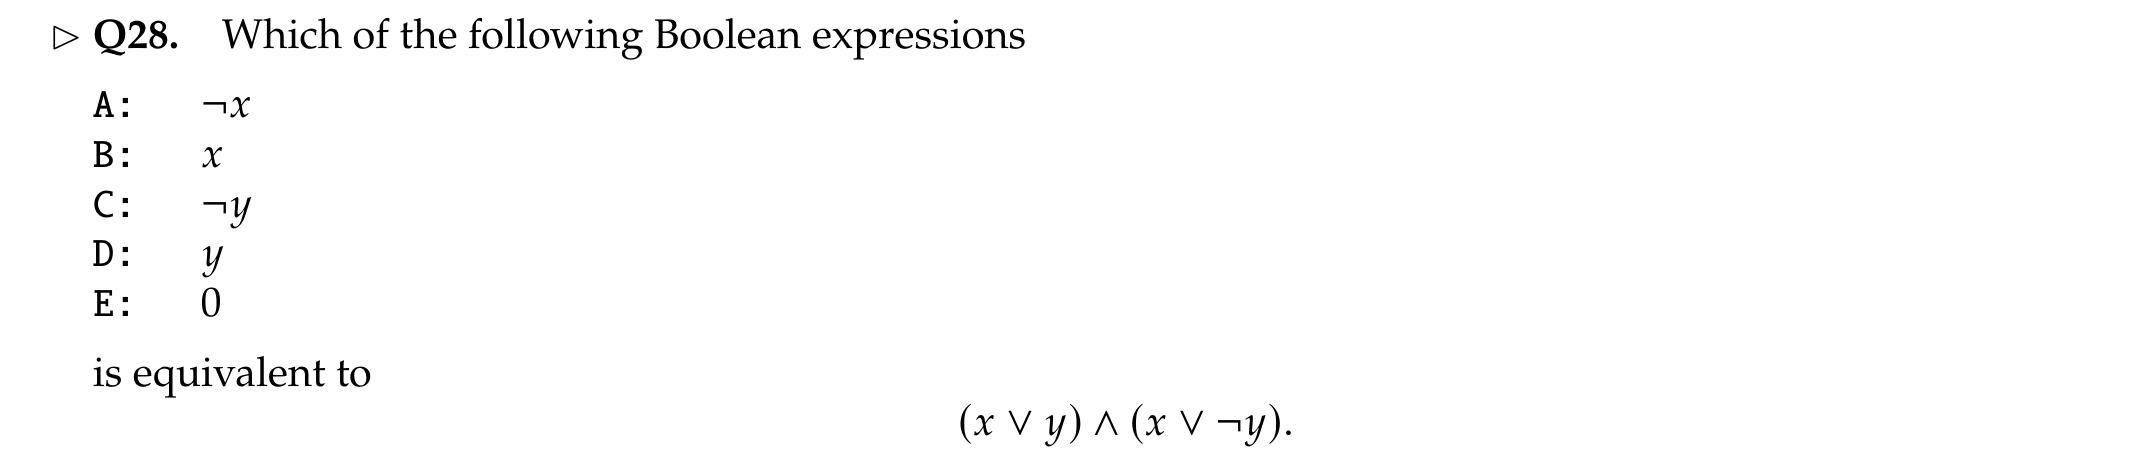 ▷ Q28. Which of the following Boolean expressions
A: ¬x
B: x
C: ¬y
D: y
E: 0
is equivalent to
(x ∨ y) ∧ (x ∨ ¬y).